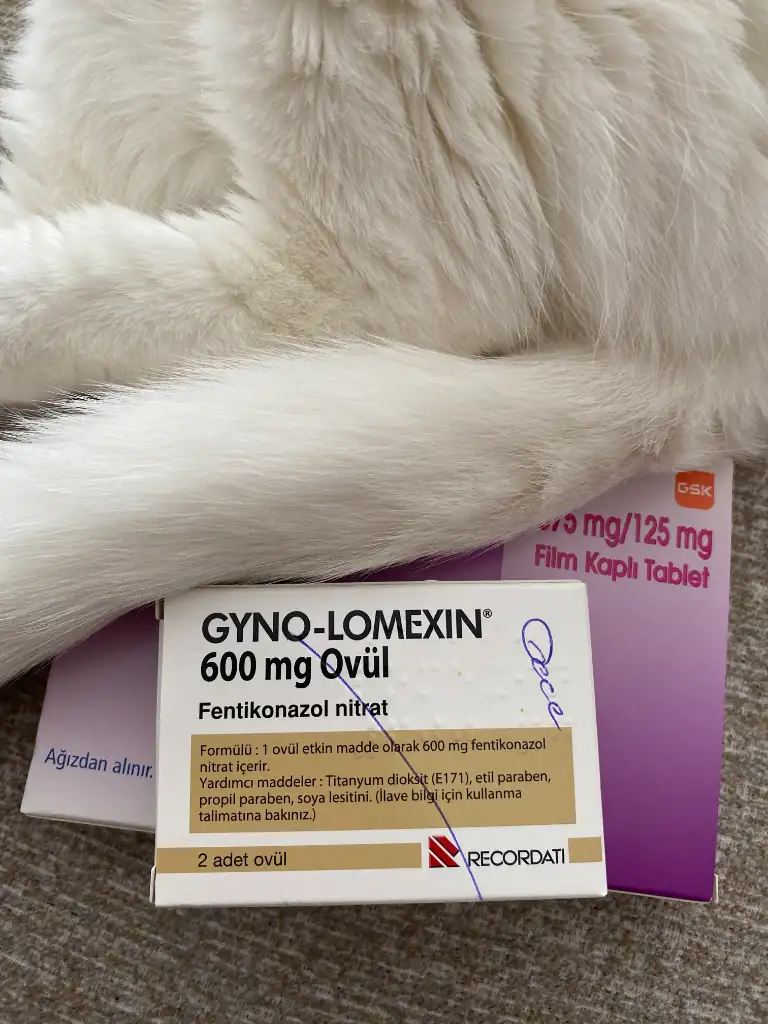 GSK
mg/125 mg
Film Kaplı Tablet
GYNO-LOMEXIN®
600 mg Ovül
Fentikonazol nitrat
Gece
Formülü : 1 ovül etkin madde olarak 600 mg fentikonazol
nitrat içerir.
Yardımcı maddeler : Titanyum dioksit (E171), etil paraben,
propil paraben, soya lesitini. (İlave bilgi için kullanma
talimatına bakınız.)
Ağızdan alınır.
2 adet ovül
RECORDATI